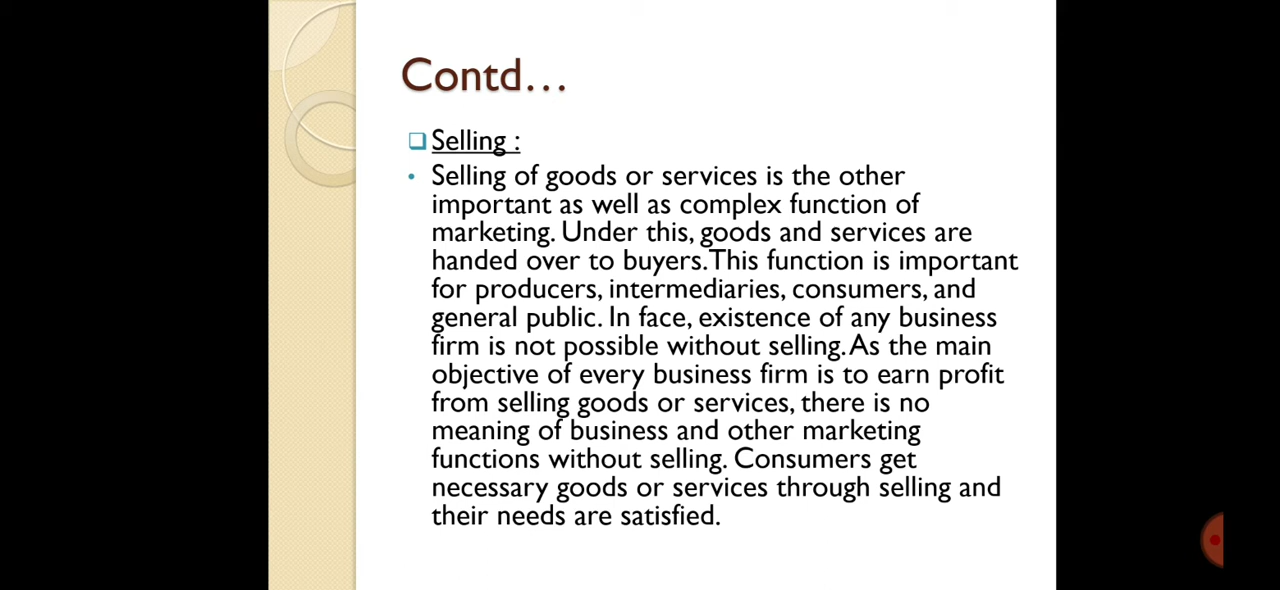 Contd…
Selling :
• Selling of goods or services is the other
important as well as complex function of
marketing. Under this, goods and services are
handed over to buyers. This function is important
for producers, intermediaries, consumers, and
general public. In face, existence of any business
firm is not possible without selling. As the main
objective of every business firm is to earn profit
from selling goods or services, there is no
meaning of business and other marketing
functions without selling. Consumers get
necessary goods or services through selling and
their needs are satisfied.